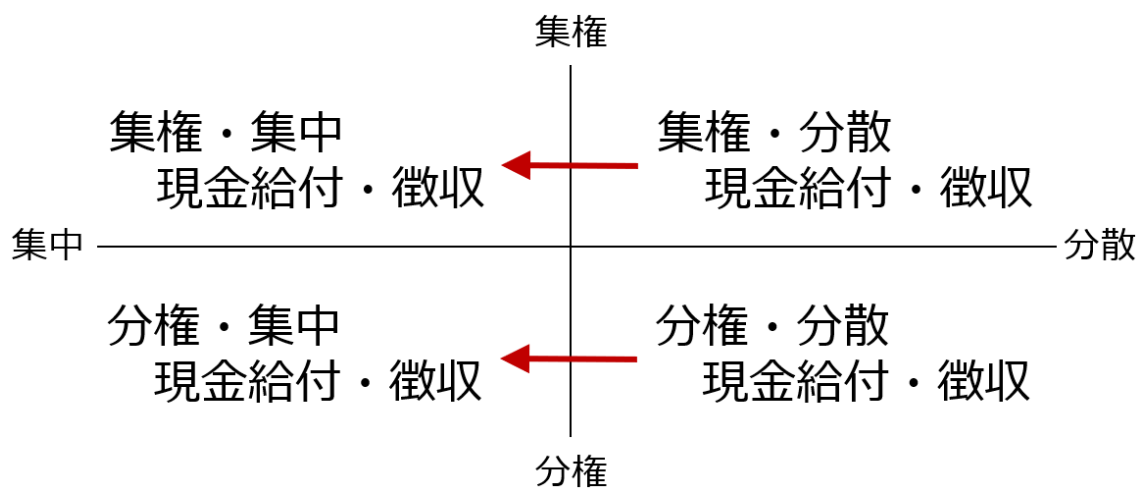 集権
集権・集中
現金給付・徴収
集権・分散
現金給付・徴収
集中
分散
分権・集中
現金給付・徴収
分権・分散
現金給付・徴収
分権